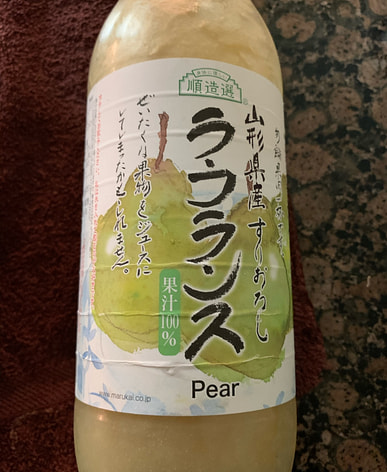 順造選
山形県産すりおろし
ラ・フランス
ぜいたくな果物をジュースに
してしまったかもしれません。
果汁100%
Pear
www.marukai.co.jp